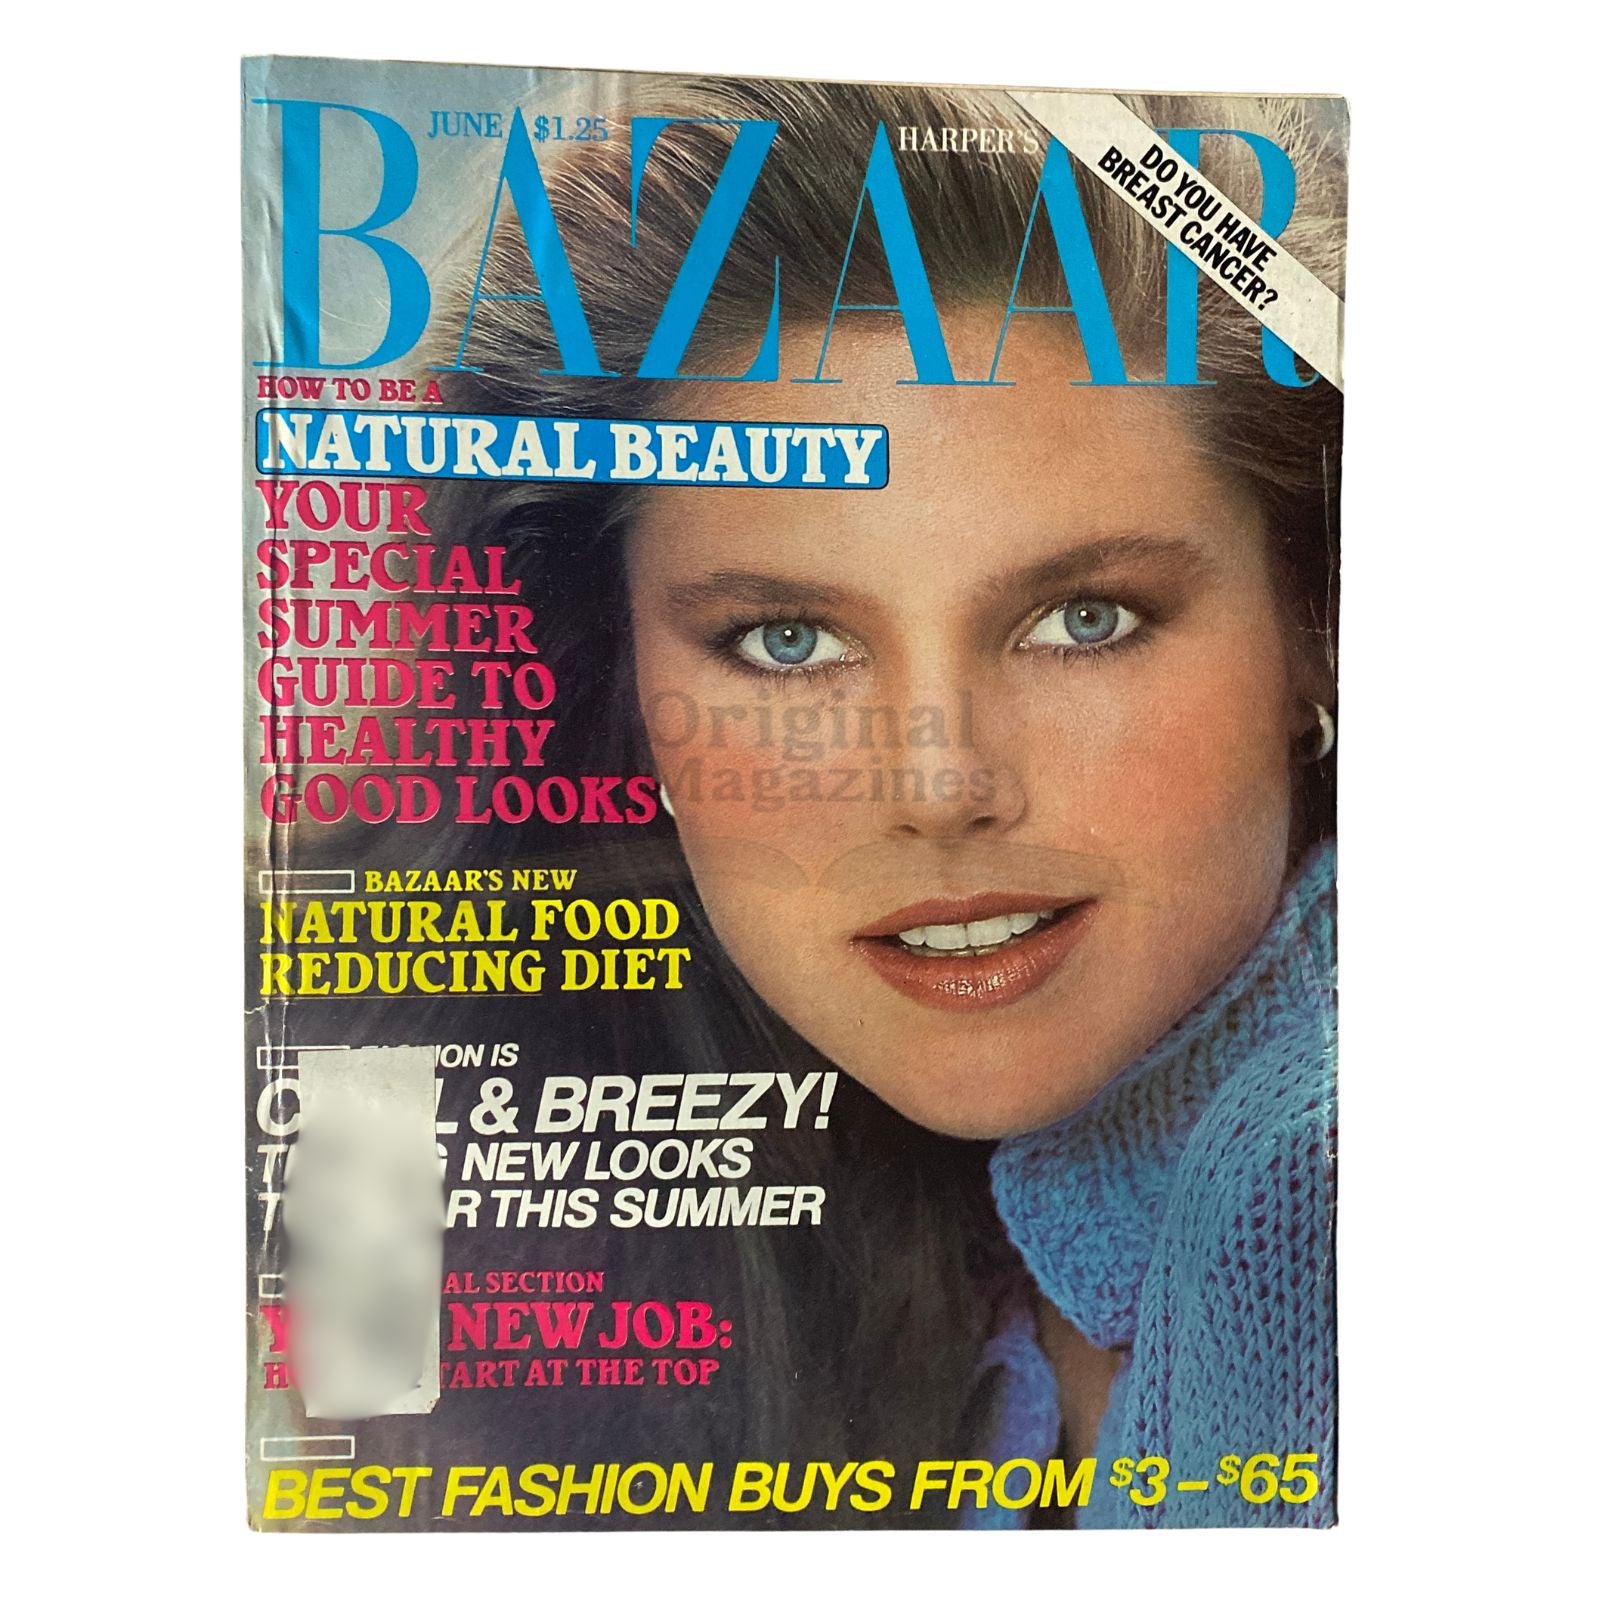 BAZAAR
JUNE $1.25
HARPER'S
DO YOU HAVE
BREAST CANCER?
HOW TO BE A
NATURAL BEAUTY
YOUR
SPECIAL
SUMMER
GUIDE TO
HEALTHY
GOOD LOOKS
Original
Magazines
BAZAAR'S NEW
NATURAL FOOD
REDUCING DIET
IS
& BREEZY!
NEW LOOKS
THIS SUMMER
SECTION
NEW JOB:
AT THE TOP
BEST FASHION BUYS FROM $3–$65